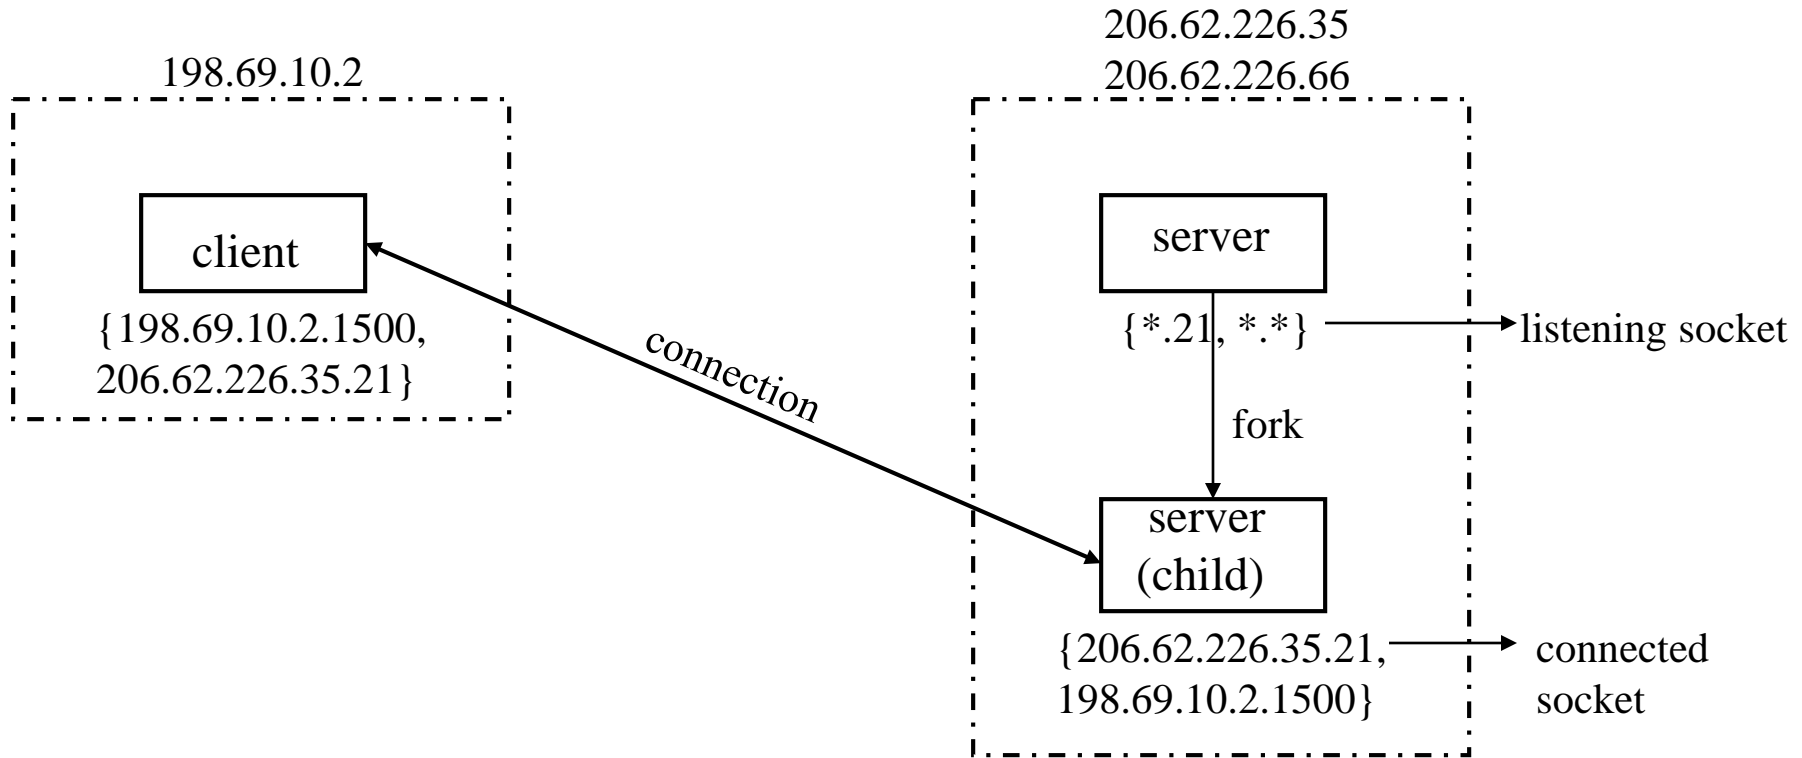 198.69.10.2
206.62.226.35
206.62.226.66
client
{198.69.10.2.1500,
206.62.226.35.21}
connection
server
{*.21, *.*}
listening socket
fork
server
(child)
{206.62.226.35.21,
198.69.10.2.1500}
connected
socket